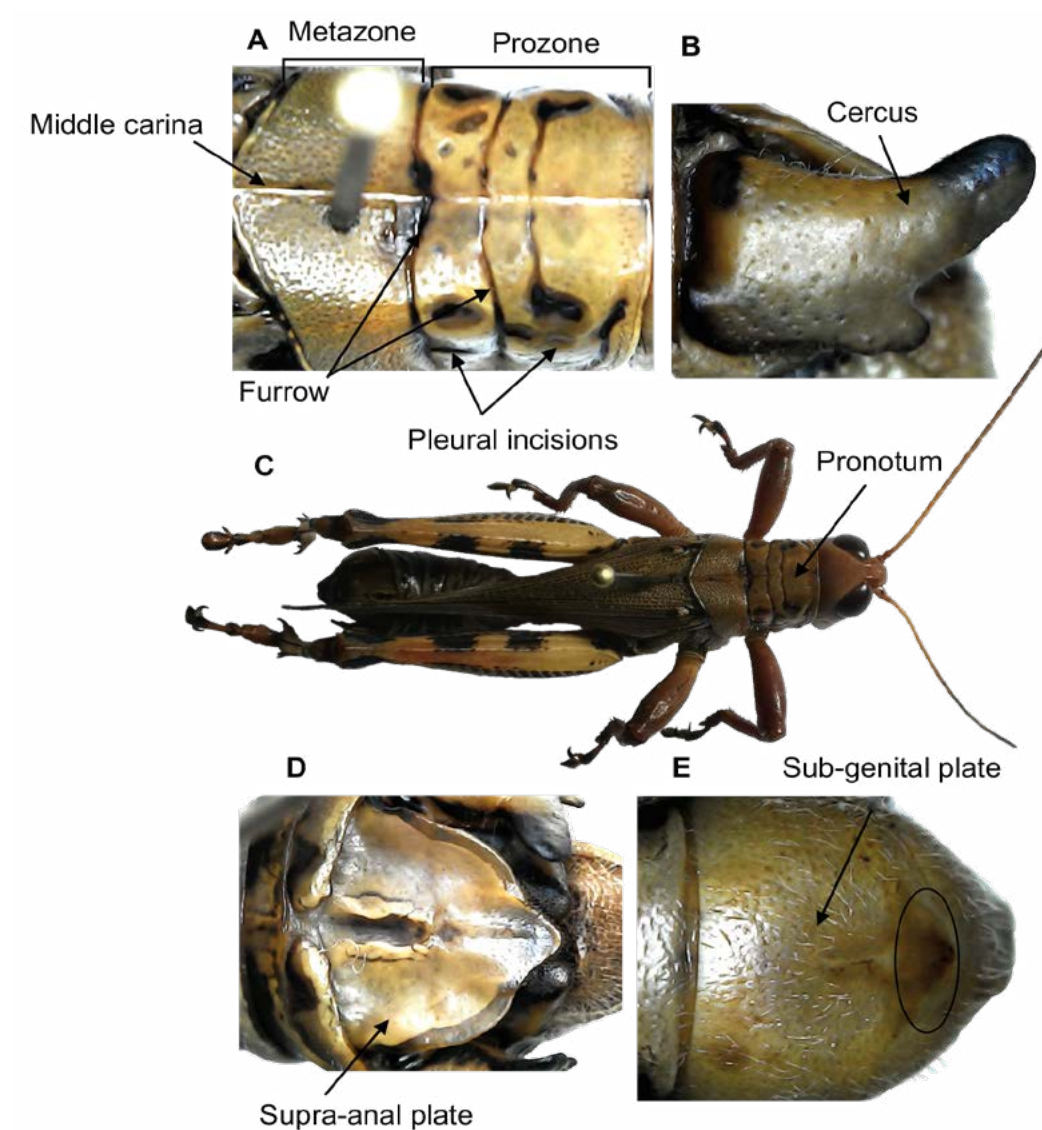 A
Metazone
Prozone
B
Middle carina
Cercus
Furrow
Pleural incisions
C
Pronotum
D
Sub-genital plate
E
Supra-anal plate